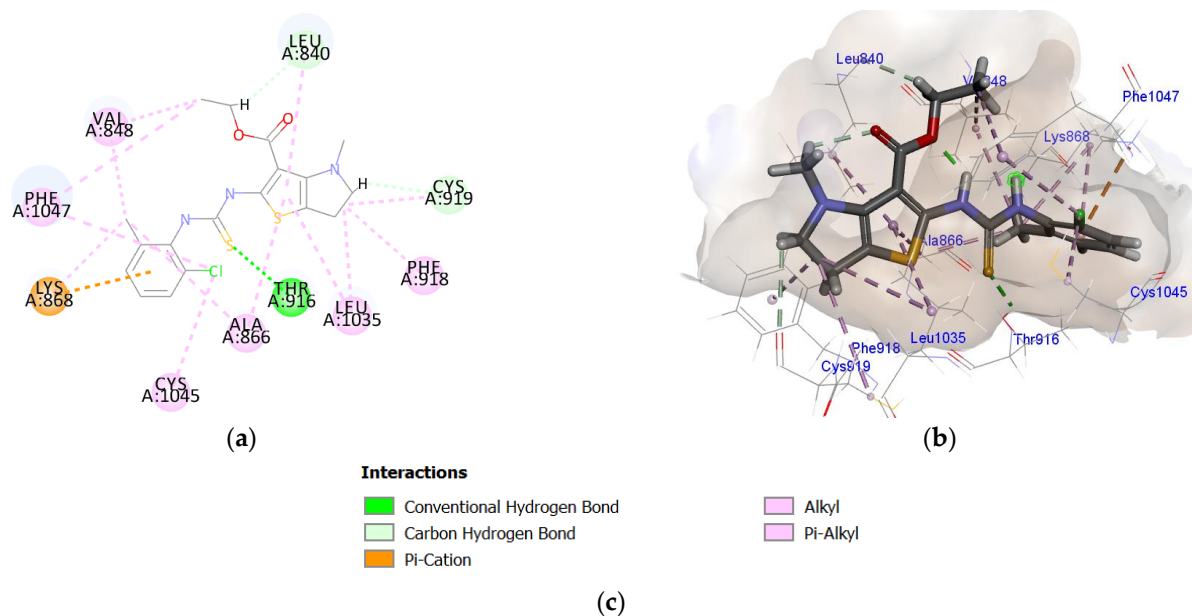 LEU
A:840
H
O
O
N
VAL
A:848
H
CYS
A:919
PHE
A:1047
N
N
S
S
Cl
LYS
A:868
THR
A:916
PHE
A:918
LEU
A:1035
ALA
A:866
CYS
A:1045
(a)
Leu840
Phe1047
Lys868
Ala866
Cys1045
Leu1035
Thr916
Phe918
Cys919
(b)
Interactions
Conventional Hydrogen Bond
Carbon Hydrogen Bond
Pi-Cation
Alkyl
Pi-Alkyl
(c)